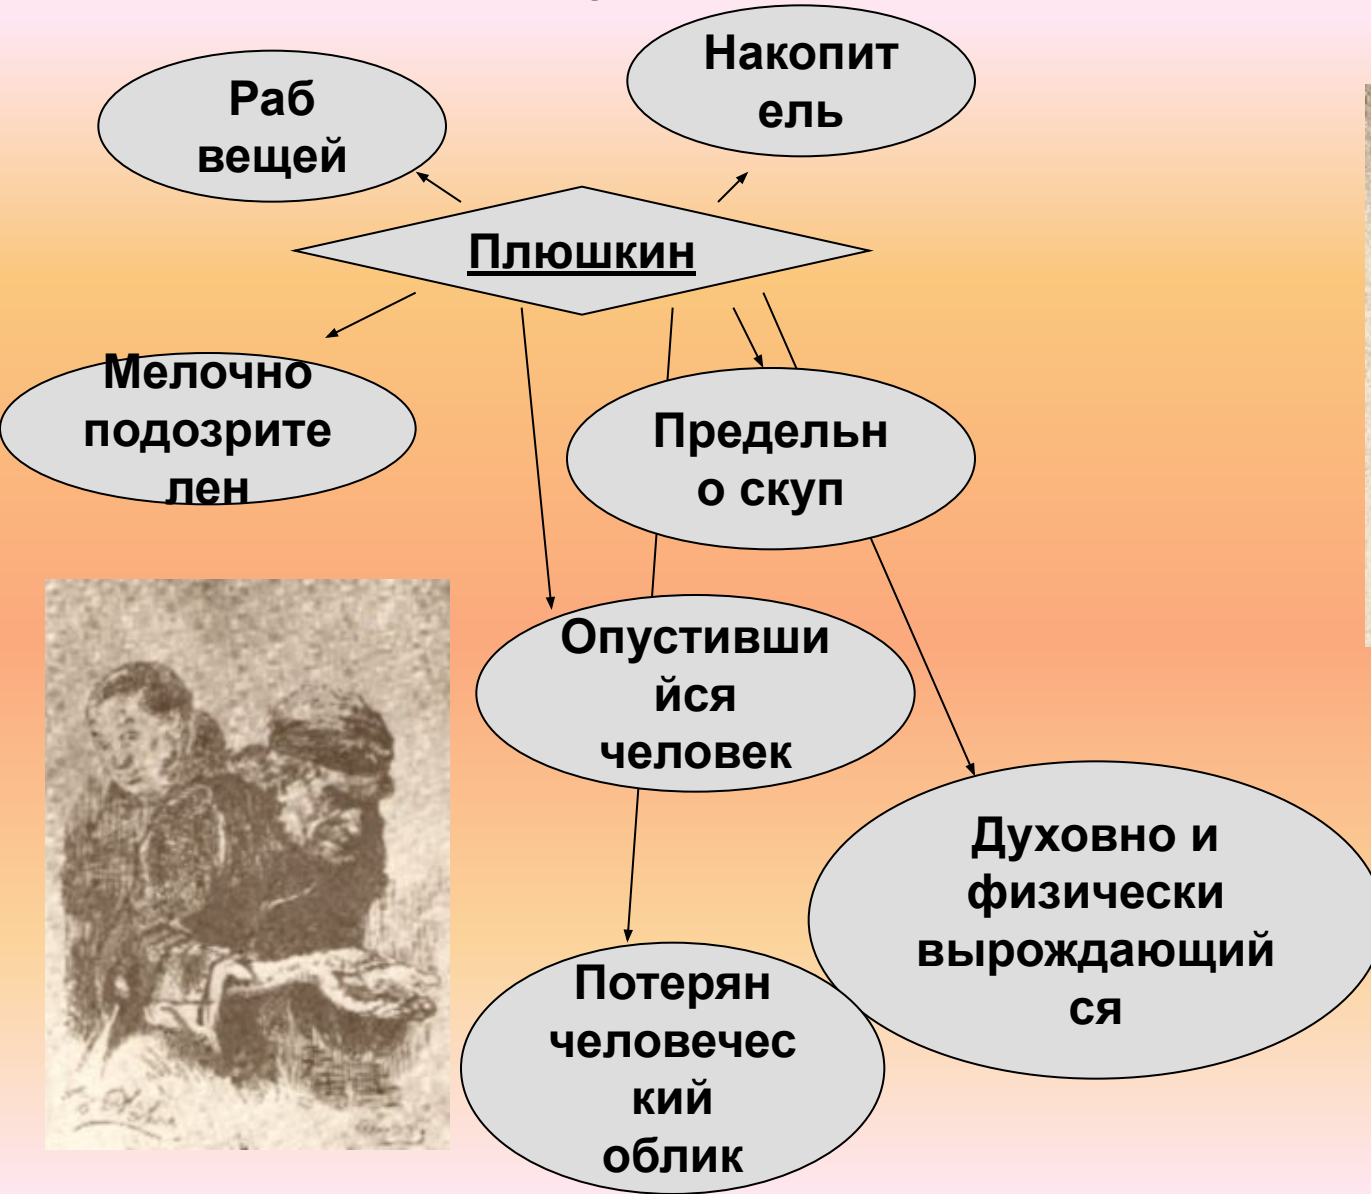 Раб
вещей
Накопит
ель
Плюшкин
Мелочно
подозрите
лен
Предельн
о скуп
Опустивши
йся
человек
Духовно и
физически
вырождающий
ся
Потерян
человечес
кий
облик